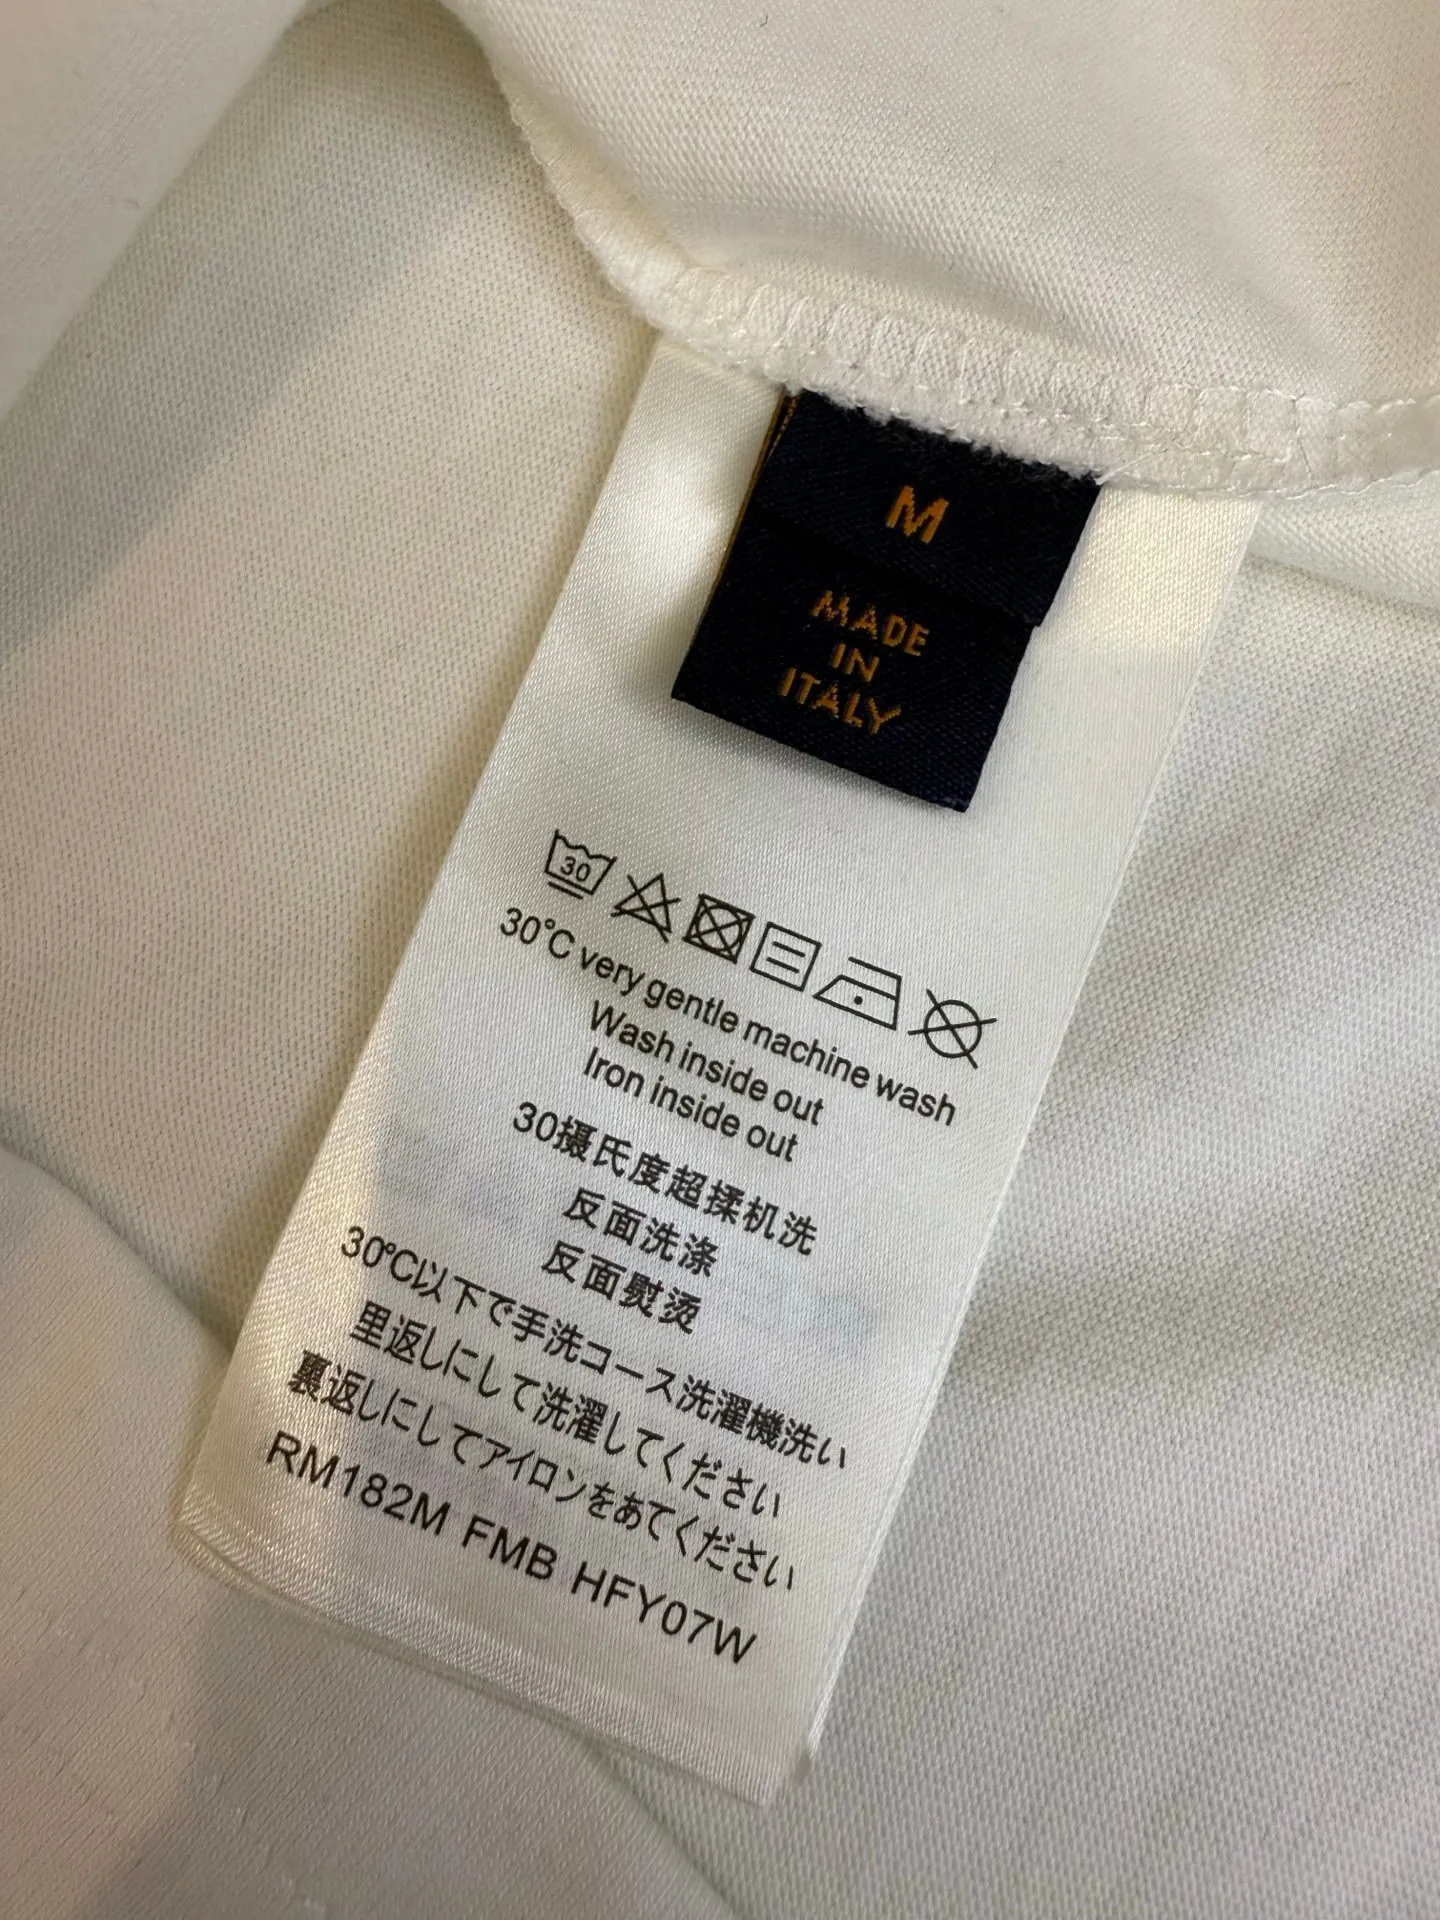 M
MADE
IN
ITALY
30
30°C very gentle machine wash
Wash inside out
Iron inside out
30摄氏度超揉机洗
反面洗涤
反面熨烫
30°C以下で手洗コース洗濯機洗い
里返しにして洗濯してください
裏返しにしてアイロンをあてください
RM182M FMB HFY07W